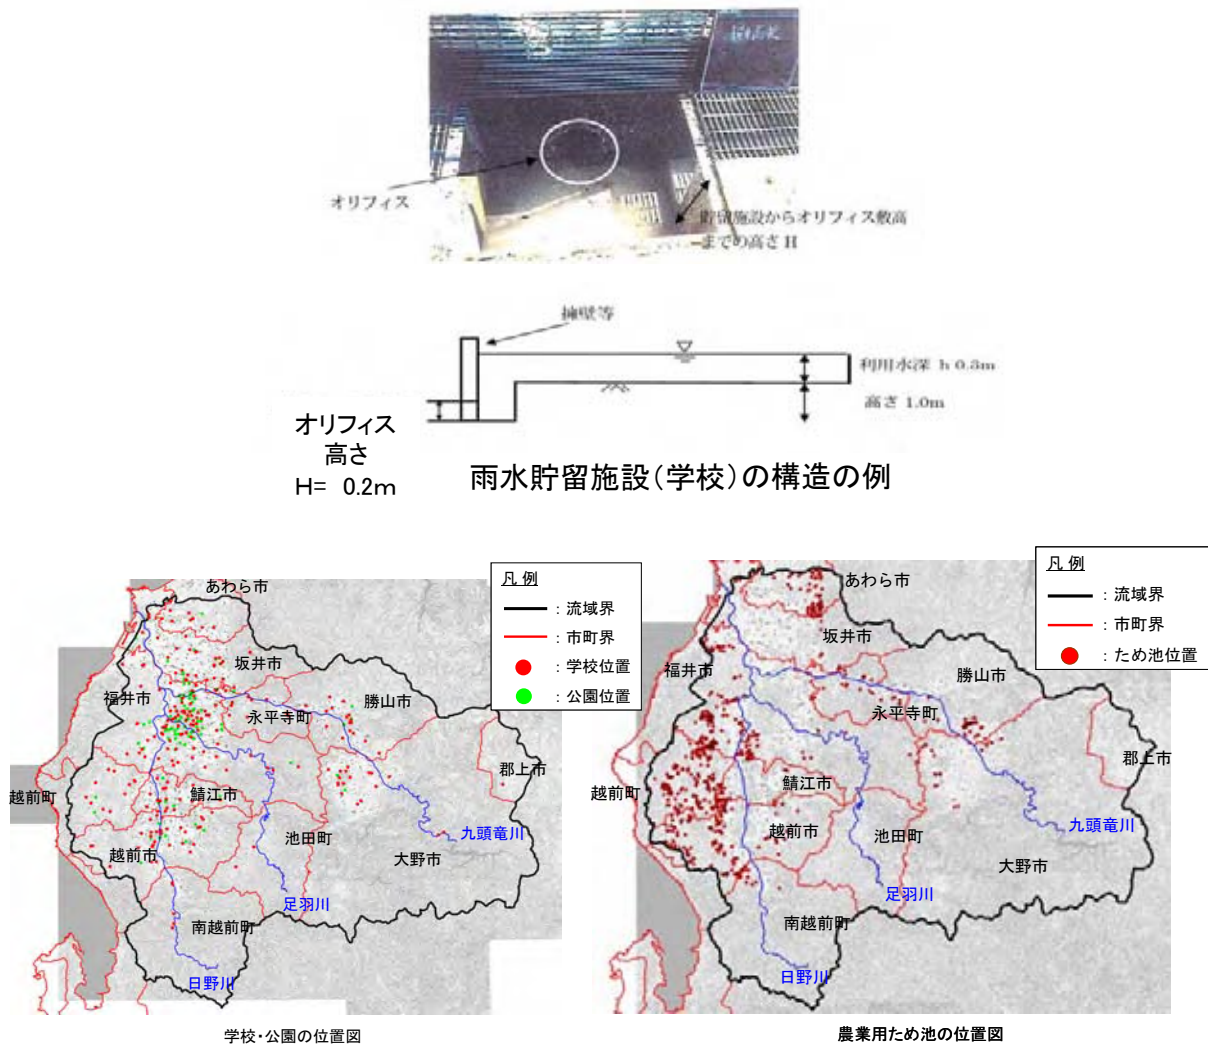 オリフィス
貯留施設からオリフィス敷高
までの高さ H
擁壁等
利用水深 h 0.3m
高さ 1.0m
オリフィス
高さ
H= 0.2m
雨水貯留施設(学校)の構造の例
凡 例
: 流域界
: 市町界
: 学校位置
: 公園位置
あわら市
坂井市
福井市
勝山市
永平寺町
郡上市
越前町
鯖江市
池田町
九頭竜川
越前市
大野市
足羽川
南越前町
日野川
学校・公園の位置図
凡 例
: 流域界
: 市町界
: ため池位置
あわら市
坂井市
福井市
勝山市
永平寺町
郡上市
越前町
鯖江市
九頭竜川
越前市
池田町
大野市
足羽川
南越前町
日野川
農業用ため池の位置図